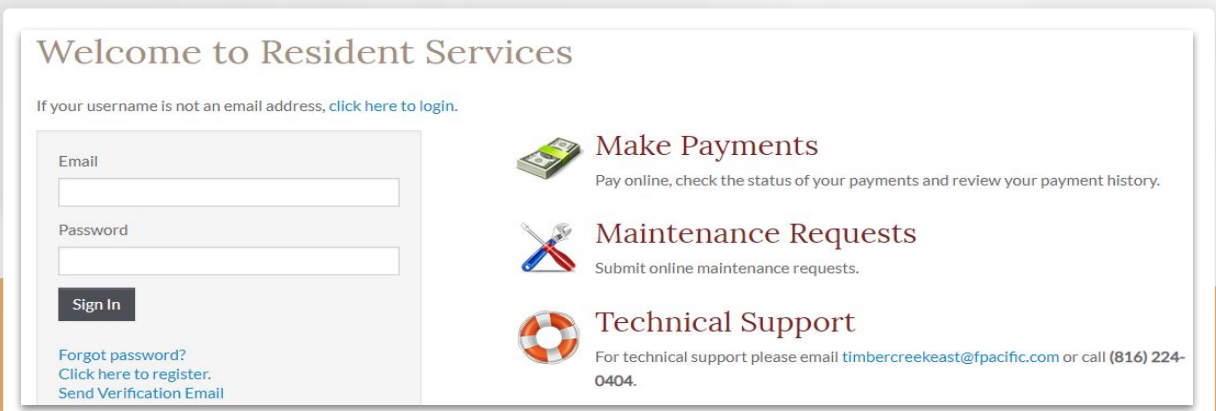 Welcome to Resident Services
If your username is not an email address, click here to login.
Email
Password
Sign In
Forgot password?
Click here to register.
Send Verification Email
Make Payments
Pay online, check the status of your payments and review your payment history.
Maintenance Requests
Submit online maintenance requests.
Technical Support
For technical support please email timbercreekeast@fpacific.com or call (816) 224-
0404.